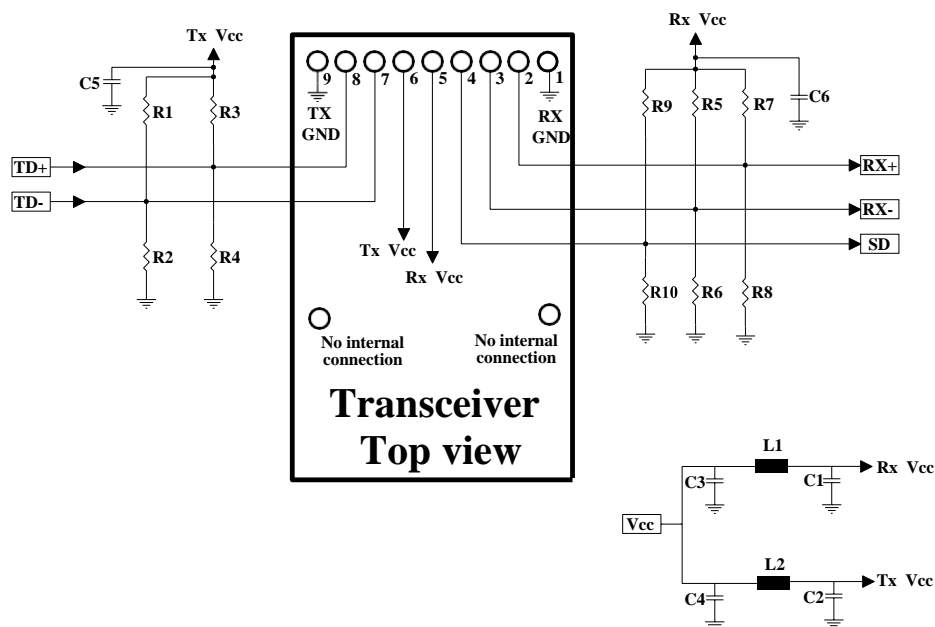 Tx Vcc
Rx Vcc
C5
R1
R3
9
8
7
6
5
4
3
2
1
TX
GND
RX
GND
R9
R5
R7
C6
TD+
TD-
RX+
RX-
SD
Tx Vcc
Rx Vcc
R2
R4
R10
R6
R8
No internal
connection
No internal
connection
Transceiver
Top view
L1
C3
C1
Rx Vcc
Vcc
L2
C4
C2
Tx Vcc